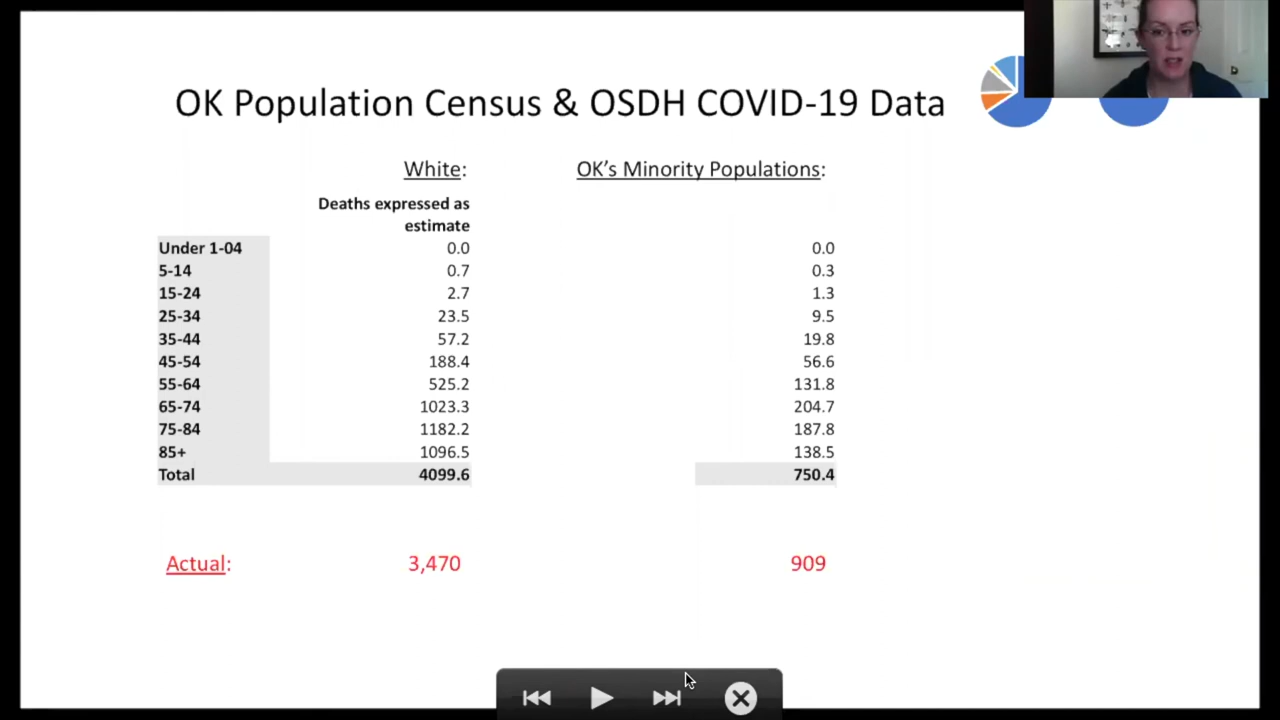 OK Population Census & OSDH COVID-19 Data
White: OK's Minority Populations:
Deaths expressed as
estimate
Under 1-04 0.0 0.0
5-14 0.7 0.3
15-24 2.7 1.3
25-34 23.5 9.5
35-44 57.2 19.8
45-54 188.4 56.6
55-64 525.2 131.8
65-74 1023.3 204.7
75-84 1182.2 187.8
85+ 1096.5 138.5
Total 4099.6 750.4
Actual: 3,470 909